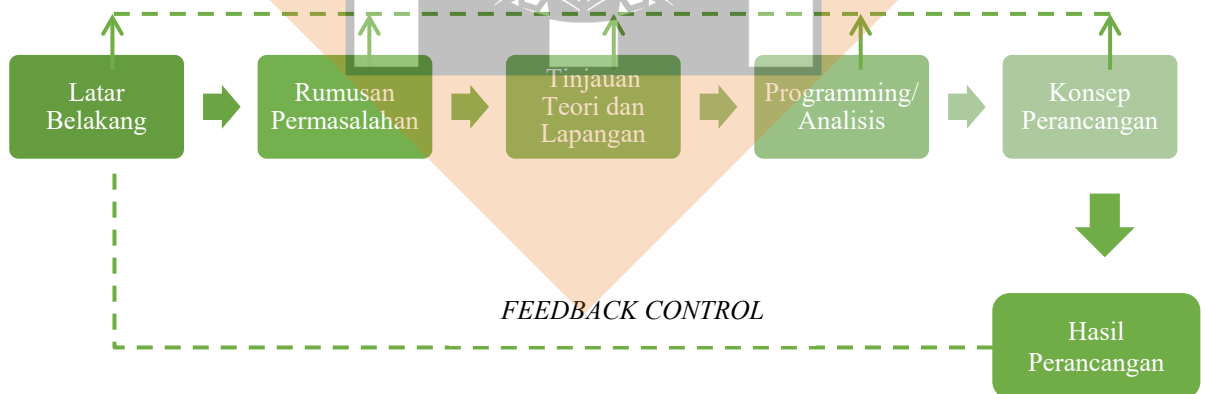 Latar
Belakang
Rumusan
Permasalahan
Tinjauan
Teori dan
Lapangan
Programming/
Analisis
Konsep
Perancangan
FEEDBACK CONTROL
Hasil
Perancangan